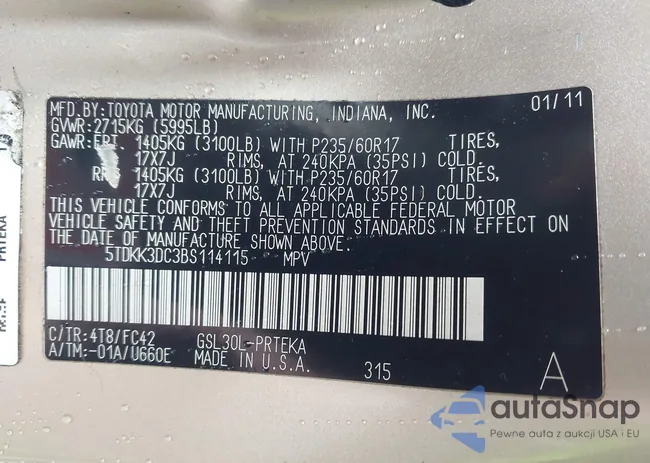 MFD.BY:TOYOTA MOTOR MANUFACTURING, INDIANA, INC. 01/11
GVWR:2715KG (5995LB)
GAWR:FRT 1405KG (3100LB) WITH P235/60R17 TIRES,
17X7J RIMS, AT 240KPA (35PSI) COLD.
RR 1405KG (3100LB) WITH P235/60R17 TIRES,
17X7J RIMS, AT 240KPA (35PSI) COLD.
THIS VEHICLE CONFORMS TO ALL APPLICABLE FEDERAL MOTOR
VEHICLE SAFETY AND THEFT PREVENTION STANDARDS IN EFFECT ON
THE DATE OF MANUFACTURE SHOWN ABOVE.
5TDKK3DC3BS114115 MPV
C/TR:4T8/FC42 GSL30L-PRTEKA
A/TM:-01A/U660E MADE IN U.S.A. 315 A
PRTEKA
autaSnap
Pewne auta z aukcji USA i EU